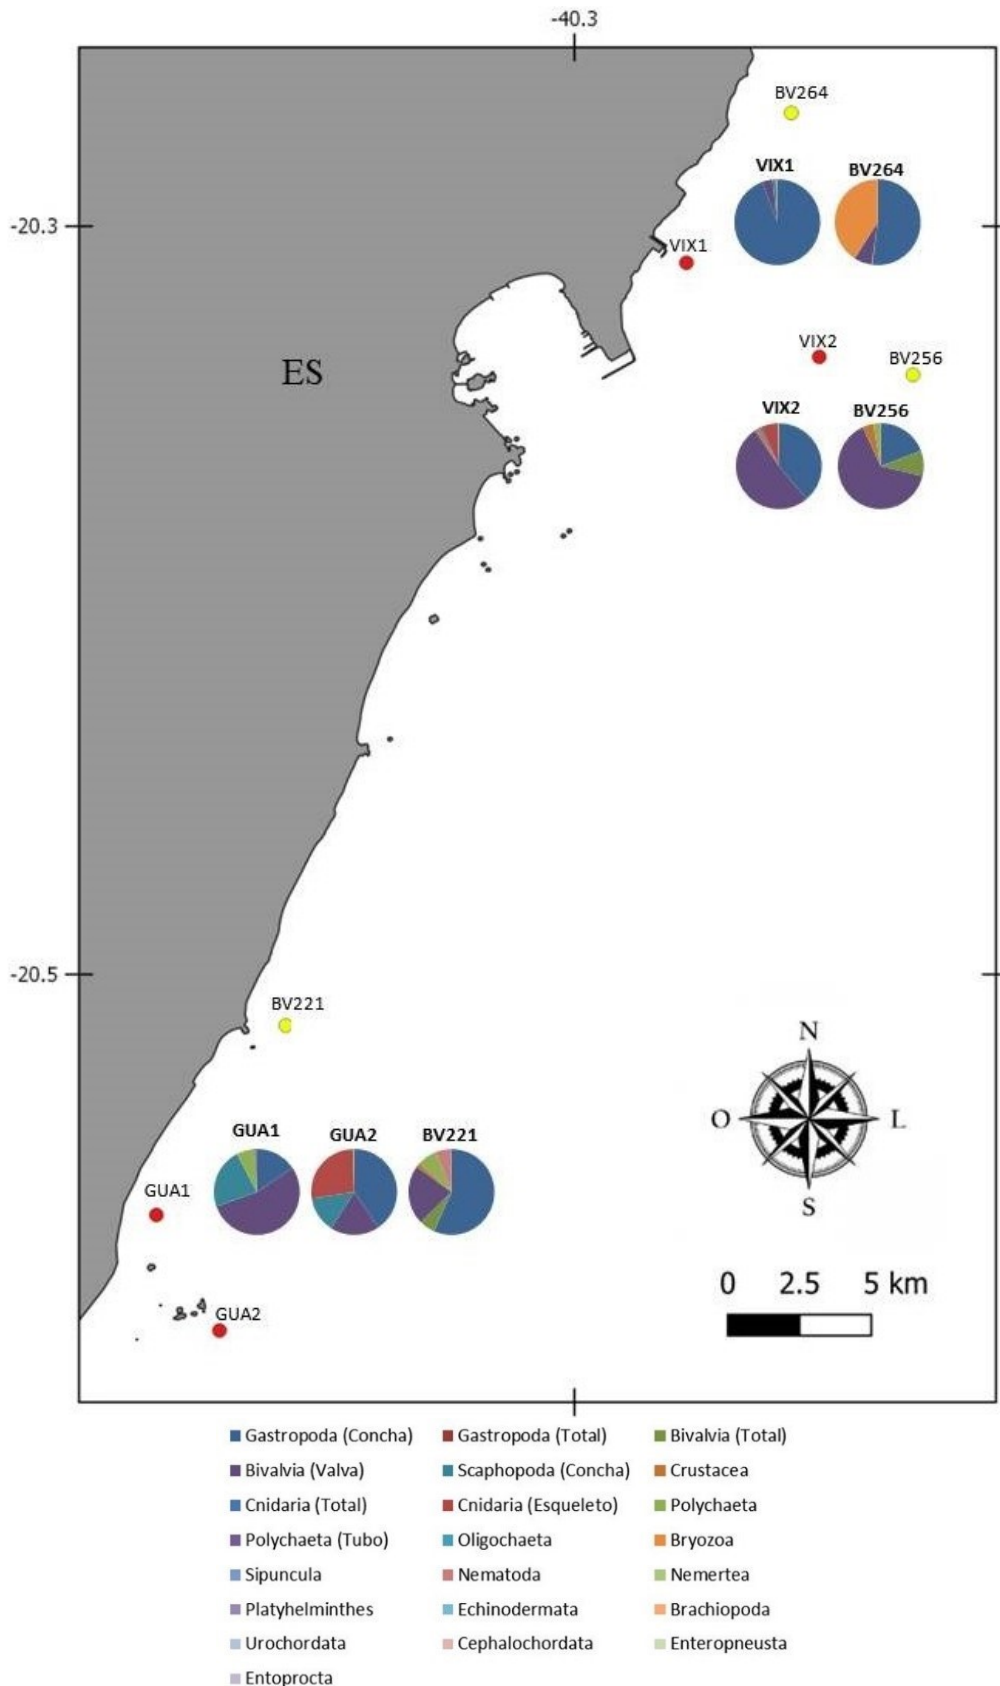 -40.3
BV264
VIX1 BV264
-20.3
VIX1
VIX2
BV256
ES
VIX2 BV256
-20.5
BV221
N
O L
S
GUA1 GUA2 BV221
GUA1
0 2.5 5 km
GUA2
Gastropoda (Concha) Gastropoda (Total) Bivalvia (Total)
Bivalvia (Valva) Scaphopoda (Concha) Crustacea
Cnidaria (Total) Cnidaria (Esqueleto) Polychaeta
Polychaeta (Tubo) Oligochaeta Bryozoa
Sipuncula Nematoda Nemertea
Platyhelminthes Echinodermata Brachiopoda
Urochordata Cephalochordata Enteropneusta
Entoprocta